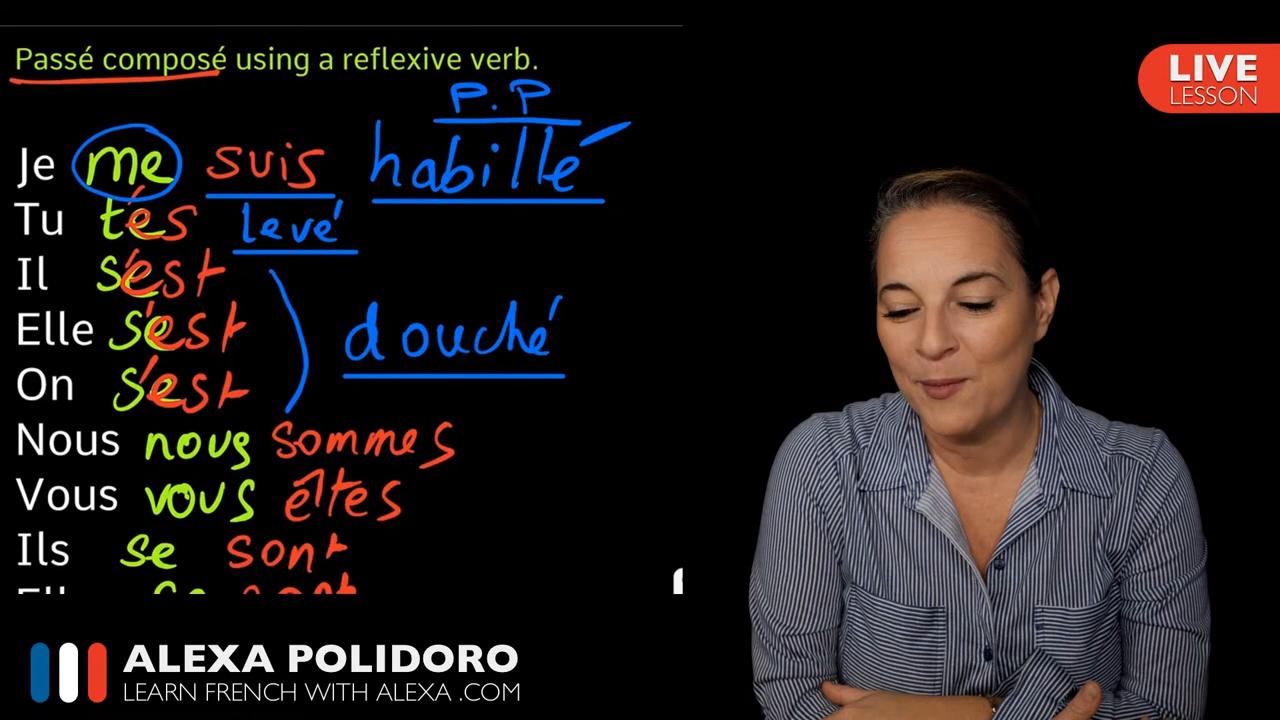 Passé composé using a reflexive verb.
P.P
Je me suis habillé
Tu t'es levé
Il s'est
Elle s'est
On s'est
douché
Nous nous sommes
Vous vous êtes
Ils se sont
LIVE
LESSON
ALEXA POLIDORO
LEARN FRENCH WITH ALEXA .COM